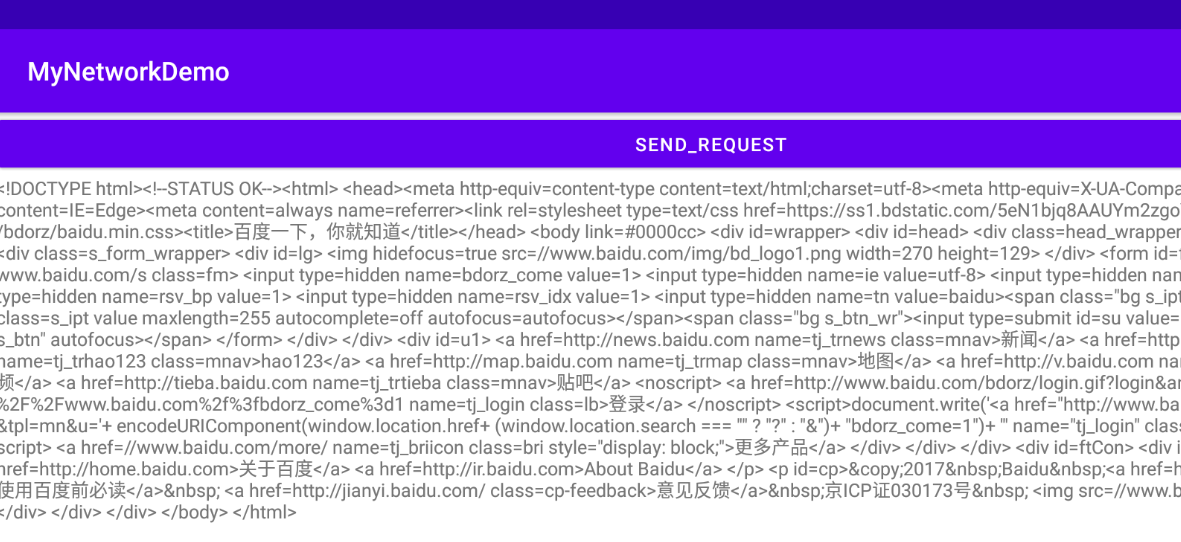 MyNetworkDemo
SEND_REQUEST
<!DOCTYPE html><!--STATUS OK--><html> <head><meta http-equiv=content-type content=text/html;charset=utf-8><meta http-equiv=X-UA-Compa
content=IE=Edge><meta content=always name=referrer><link rel=stylesheet type=text/css href=https://ss1.bdstatic.com/5eN1bjq8AAUYm2zgo
/bdorz/baidu.min.css><title>百度一下，你就知道</title></head> <body link=#0000cc> <div id=wrapper> <div id=head> <div class=head_wrapper
<div class=s_form_wrapper> <div id=lg> <img hidefocus=true src=//www.baidu.com/img/bd_logo1.png width=270 height=129> </div> <form id=f
www.baidu.com/s class=fm> <input type=hidden name=bdorz_come value=1> <input type=hidden name=ie value=utf-8> <input type=hidden nam
type=hidden name=rsv_bp value=1> <input type=hidden name=rsv_idx value=1> <input type=hidden name=tn value=baidu><span class="bg s_ipt
class=s_ipt value maxlength=255 autocomplete=off autofocus=autofocus></span><span class="bg s_btn_wr"><input type=submit id=su value=
s_btn" autofocus></span> </form> </div> </div> <div id=u1> <a href=http://news.baidu.com name=tj_trnews class=mnav>新闻</a> <a href=htt
name=tj_trhao123 class=mnav>hao123</a> <a href=http://map.baidu.com name=tj_trmap class=mnav>地图</a> <a href=http://v.baidu.com na
频</a> <a href=http://tieba.baidu.com name=tj_trtieba class=mnav>贴吧</a> <noscript> <a href=http://www.baidu.com/bdorz/login.gif?login&an
%2F%2Fwww.baidu.com%2f%3fbdorz_come%3d1 name=tj_login class=lb>登录</a> </noscript> <script>document.write('<a href="http://www.ba
&tpl=mn&u='+ encodeURIComponent(window.location.href+ (window.location.search === "" ? "?" : "&")+ "bdorz_come=1")+ '" name="tj_login" clas
script> <a href=//www.baidu.com/more/ name=tj_briicon class=bri style="display: block;">更多产品</a> </div> </div> </div> <div id=ftCon> <div i
href=http://home.baidu.com>关于百度</a> <a href=http://ir.baidu.com>About Baidu</a> </p> <p id=cp>&copy;2017&nbsp;Baidu&nbsp;<a href=h
使用百度前必读</a>&nbsp; <a href=http://jianyi.baidu.com/ class=cp-feedback>意见反馈</a>&nbsp;京ICP证030173号&nbsp; <img src=//www.b
</div> </div> </div> </body> </html>